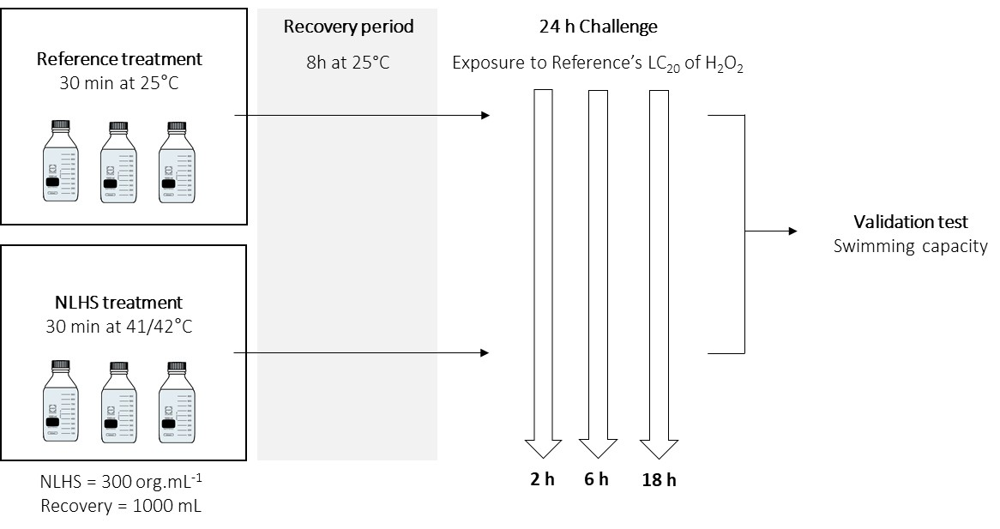 Reference treatment
30 min at 25°C
Recovery period
8h at 25°C
24 h Challenge
Exposure to Reference's LC20 of H2O2
NLHS treatment
30 min at 41/42°C
NLHS = 300 org.mL-1
Recovery = 1000 mL
2 h
6 h
18 h
Validation test
Swimming capacity